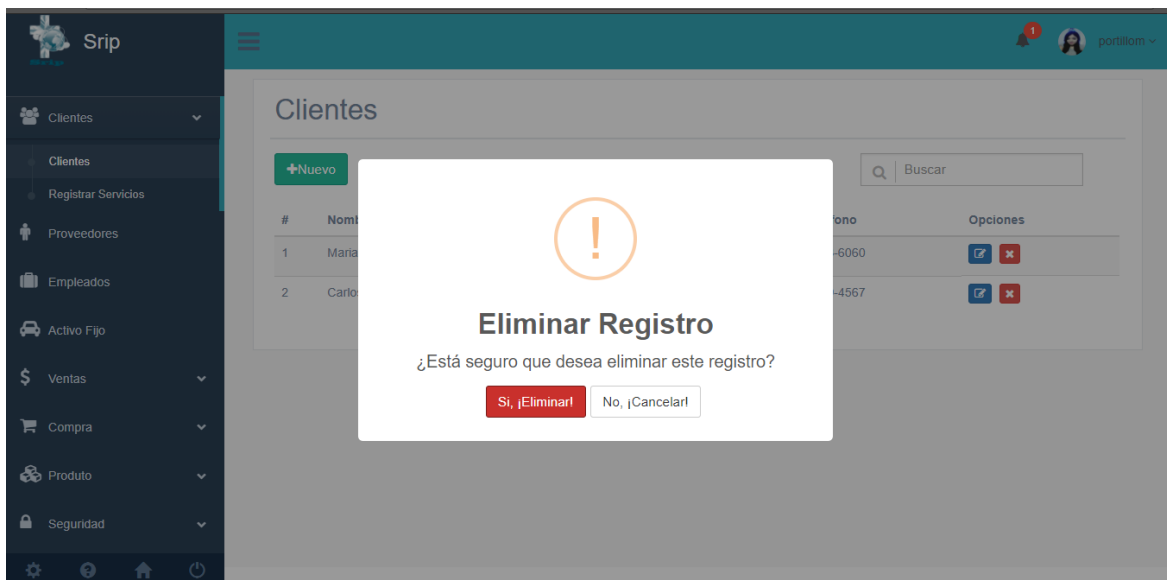 Srip
1
portillom
Clientes
Clientes
Registrar Servicios
Proveedores
Empleados
Activo Fijo
$ Ventas
Compra
Produto
Seguridad
Clientes
+Nuevo
Buscar
# Nomb fono Opciones
1 Maria -6060
2 Carlo -4567
!
Eliminar Registro
¿Está seguro que desea eliminar este registro?
Si, ¡Eliminar! No, ¡Cancelar!